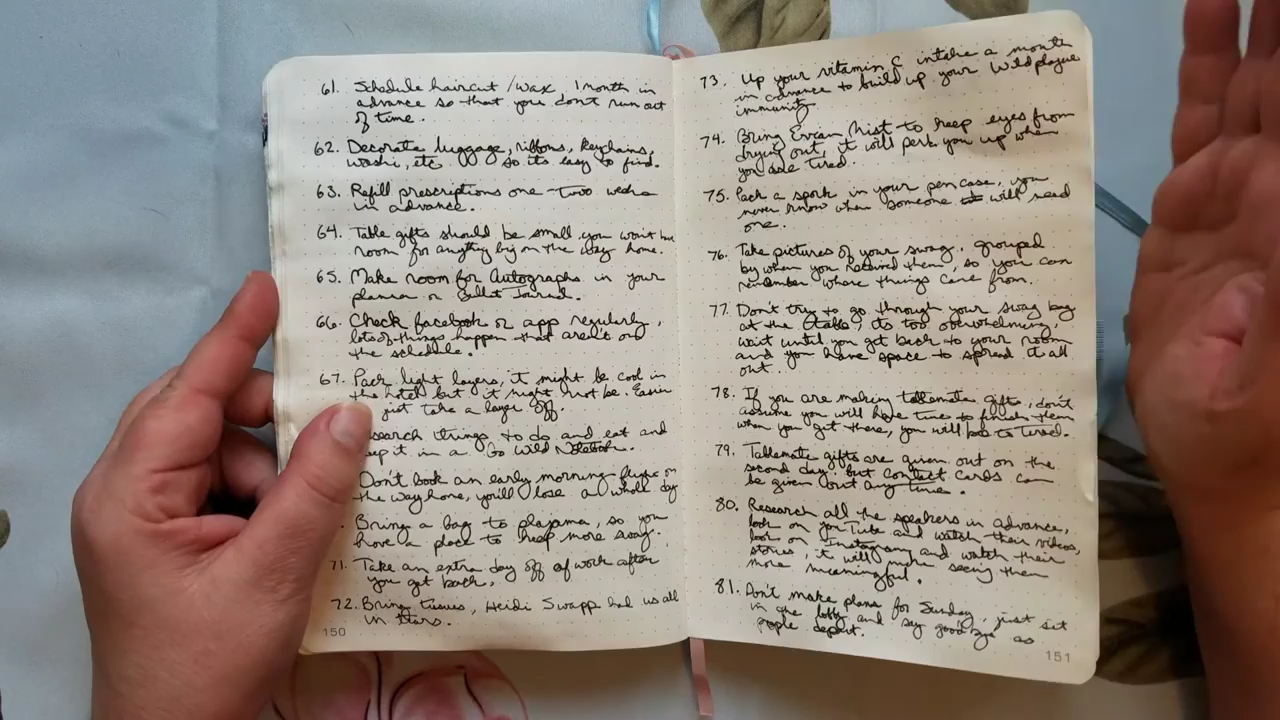 61. Schedule haircut / wax 1 month in
advance so that you don't run out
of time.
62. Decorate luggage, ribbons, keychains,
washi, etc so its easy to find.
63. Refill prescriptions one - two weeks
in advance.
64. Table gifts should be small, you won't have
room for anything big on the way home.
65. Make room for Autographs in your
planner or Bullet Journal.
66. Check facebook or app regularly,
lots of things happen that aren't on
the schedule.
67. Pack light layers, it might be cool in
the hotel but it might not be. Easier
just take a layer off.
search things to do and eat and
keep it in a Go Wild Notebook.
Don't book an early morning flight on
the way home, you'll lose a whole day
Bring a bag to playama, so you
have a place to keep more swag.
71. Take an extra day off of work after
you get back.
72. Bring tissues, Heidi Swapp had us all
in tears.
150
73. Up your vitamin C intake a month
in advance to build up your Wildplague
immunity
74. Bring Evian Mist to keep eyes from
drying out, it will perk you up when
you are tired.
75. Pack a spork in your pen case, you
never know when someone will need
one.
76. Take pictures of your swag, grouped
by when you received them, so you can
remember where things came from.
77. Don't try to go through your swag bag
at the table, its too overwhelming,
wait until you get back to your room
and you have space to spread it all
out.
78. If you are making tablemate gifts, don't
assume you will have time to finish them
when you get there, you will be to tired.
79. Tablemate gifts are given out on the
second day, but contact cards can
be given out any time.
80. Research all the speakers in advance,
look on YouTube and watch their videos,
look on Instagram and watch their
stories, it will make seeing them
more meaningful.
81. Don't make plans for Sunday, just sit
in the lobby and say good bye as
people depart.
151